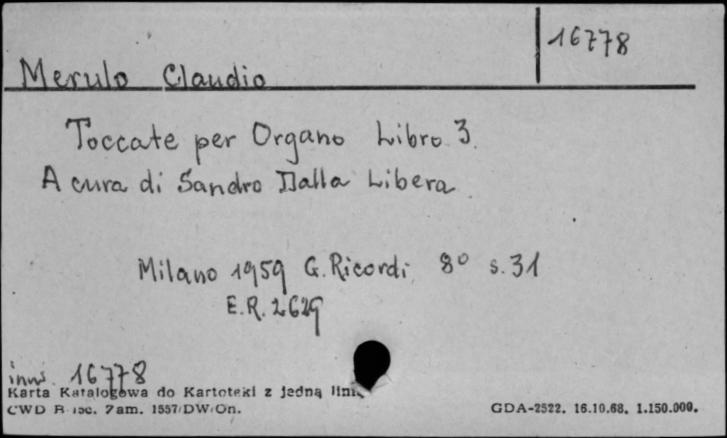 16778
Merulo Claudio
Toccate per Organo Libro 3.
A cura di Sandro Dalla Libera
Milano 1959 G. Ricordi, 8° s. 31
E.R. 2629
inw. 16778
Karta Katalogowa do Kartoteki z jedną
CWD Zam. 1557/DW/On.
GDA-2522. 16.10.68. 1.150.000.